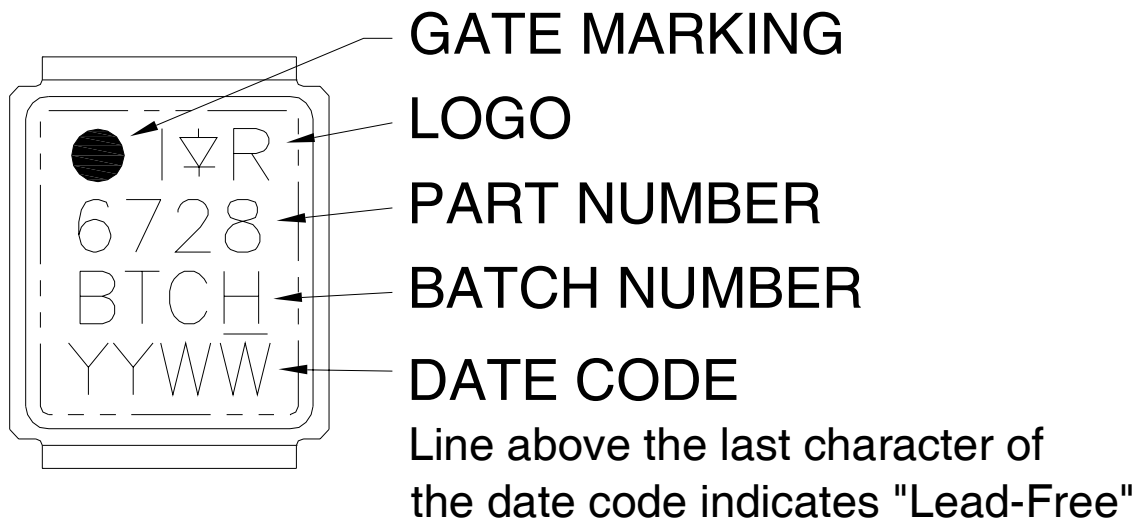 GATE MARKING
I R
LOGO
6728
PART NUMBER
BTCH
BATCH NUMBER
YYWW
DATE CODE
Line above the last character of
the date code indicates "Lead-Free"